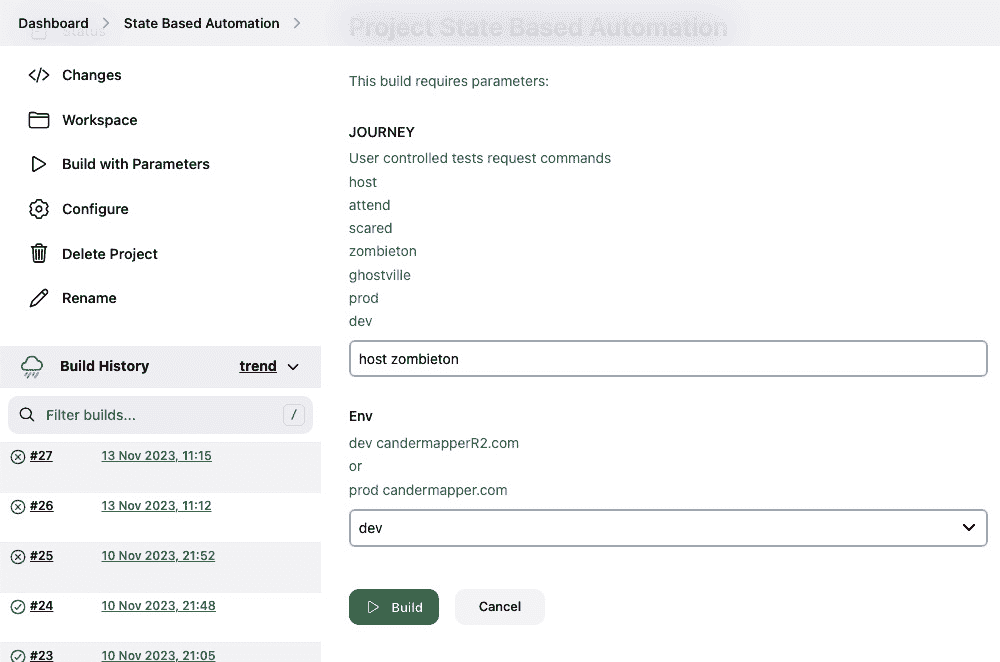 Dashboard > State Based Automation >
Status
Project State Based Automation
Changes
Workspace
Build with Parameters
Configure
Delete Project
Rename
Build History trend
Filter builds... /
#27 13 Nov 2023, 11:15
#26 13 Nov 2023, 11:12
#25 10 Nov 2023, 21:52
#24 10 Nov 2023, 21:48
#23 10 Nov 2023, 21:05
This build requires parameters:
JOURNEY
User controlled tests request commands
host
attend
scared
zombieton
ghostville
prod
dev
host zombieton
Env
dev candermapperR2.com
or
prod candermapper.com
dev
Build Cancel